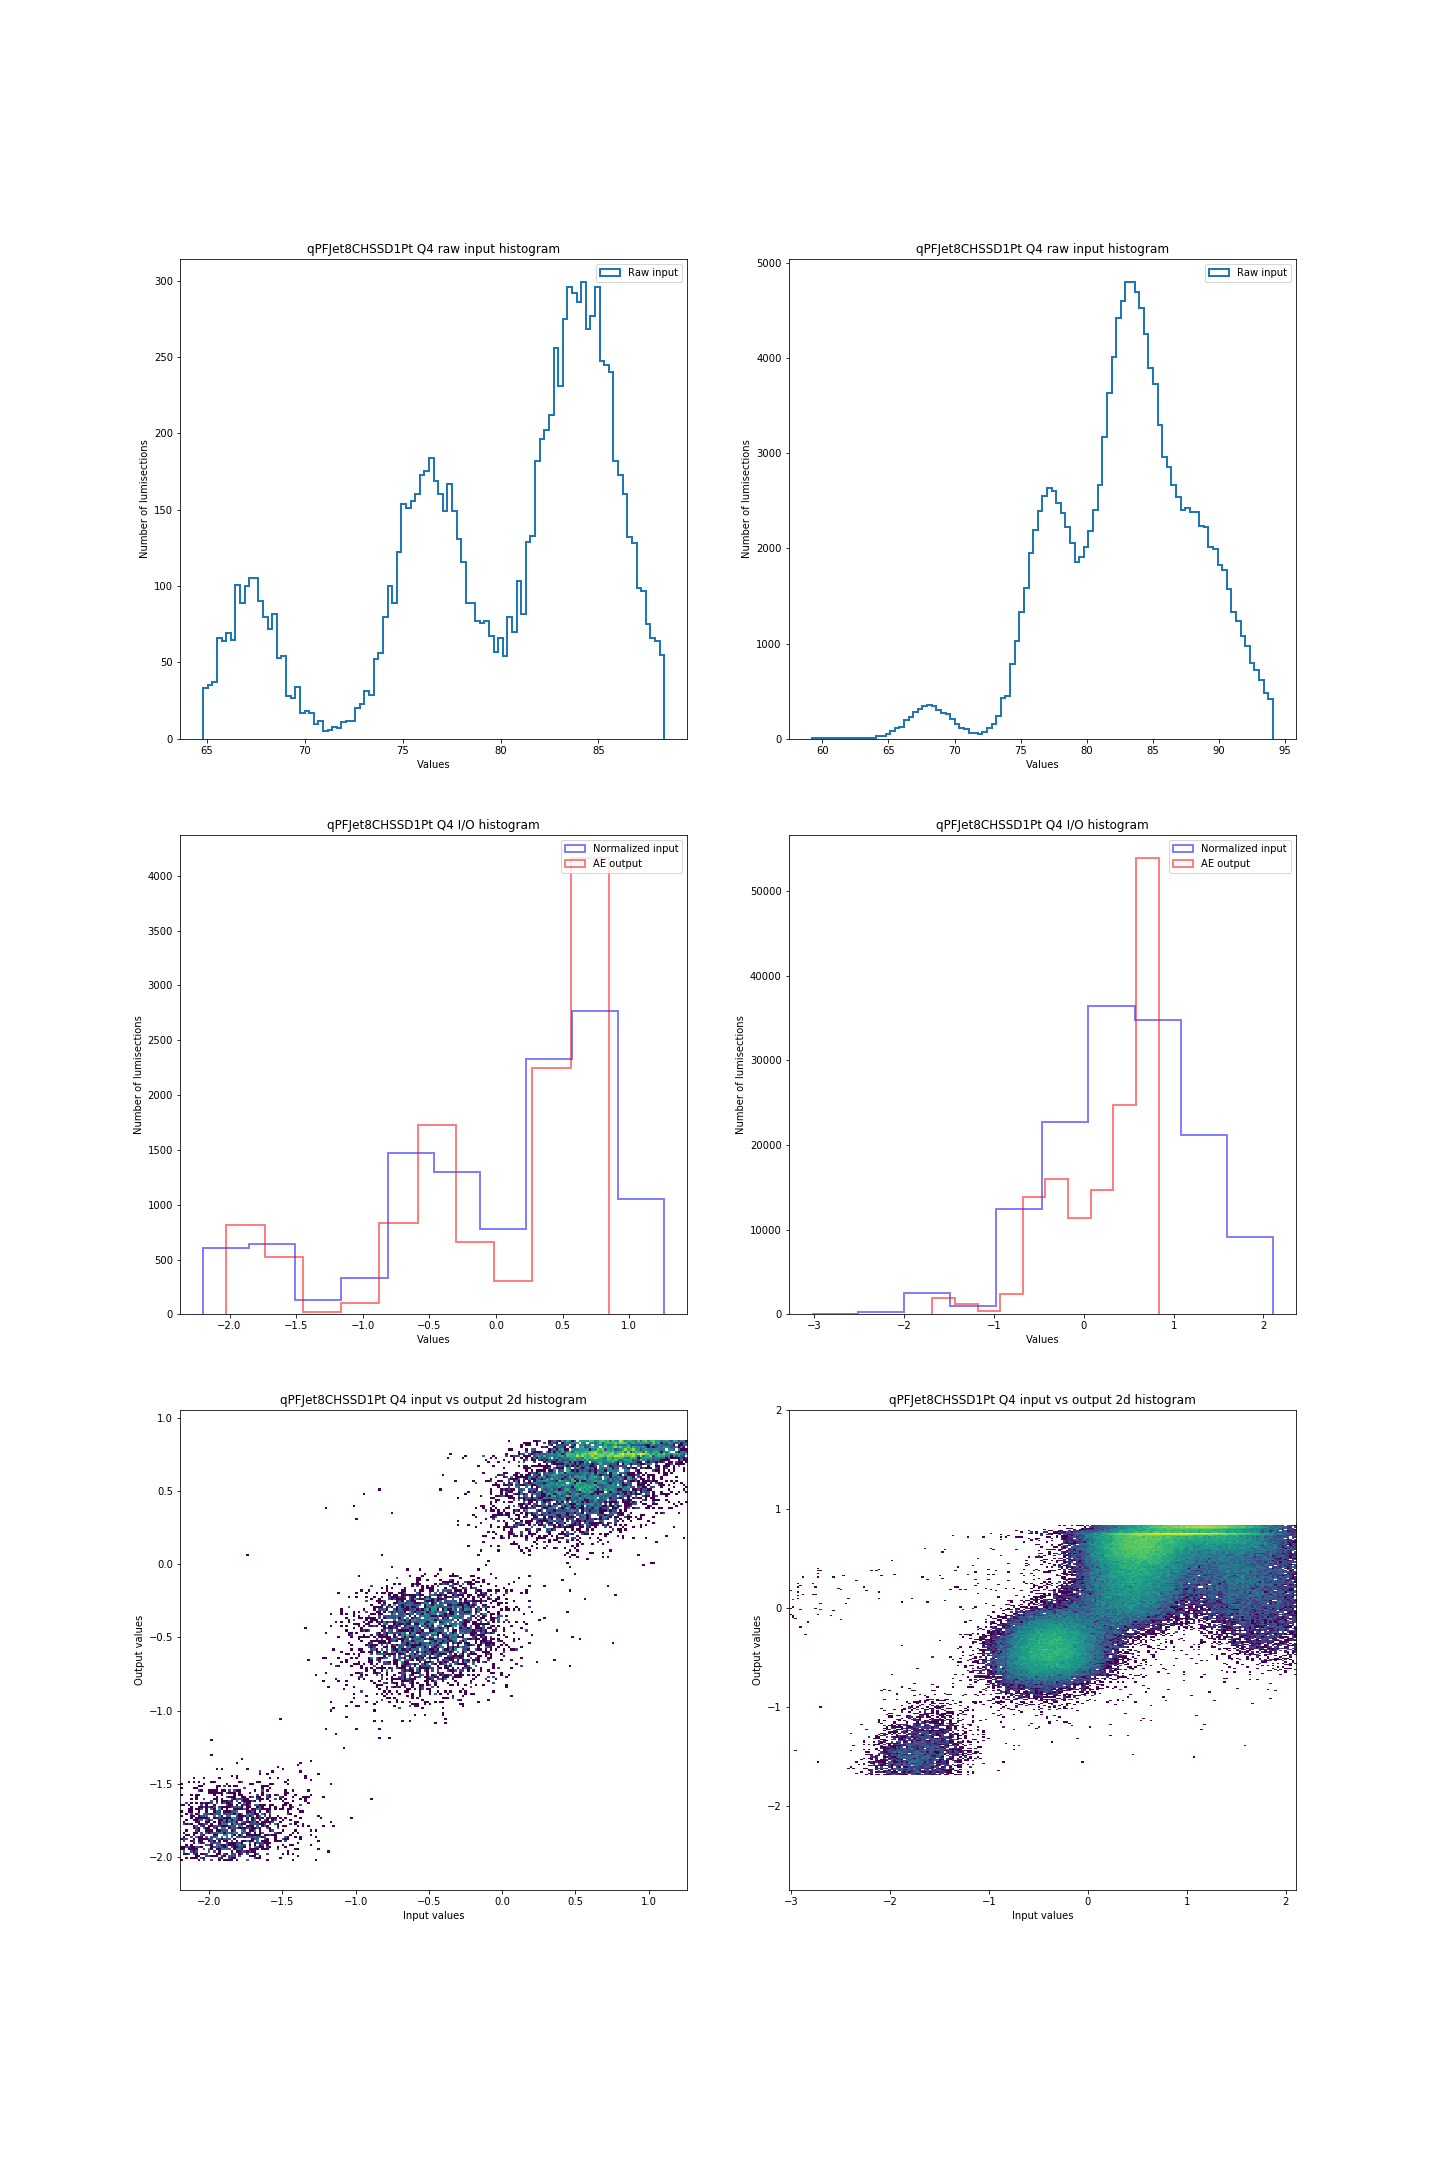 qPFJet8CHSSD1Pt Q4 raw input histogram
Raw input
300
250
200
150
100
50
0
Number of lumisections
65 70 75 80 85
Values
qPFJet8CHSSD1Pt Q4 raw input histogram
Raw input
5000
4000
3000
2000
1000
0
Number of lumisections
60 65 70 75 80 85 90 95
Values
qPFJet8CHSSD1Pt Q4 I/O histogram
Normalized input
AE output
4000
3500
3000
2500
2000
1500
1000
500
0
Number of lumisections
−2.0 −1.5 −1.0 −0.5 0.0 0.5 1.0
Values
qPFJet8CHSSD1Pt Q4 I/O histogram
Normalized input
AE output
50000
40000
30000
20000
10000
0
Number of lumisections
−3 −2 −1 0 1 2
Values
qPFJet8CHSSD1Pt Q4 input vs output 2d histogram
1.0
0.5
0.0
−0.5
−1.0
−1.5
−2.0
Output values
−2.0 −1.5 −1.0 −0.5 0.0 0.5 1.0
Input values
qPFJet8CHSSD1Pt Q4 input vs output 2d histogram
2
1
0
−1
−2
Output values
−3 −2 −1 0 1 2
Input values